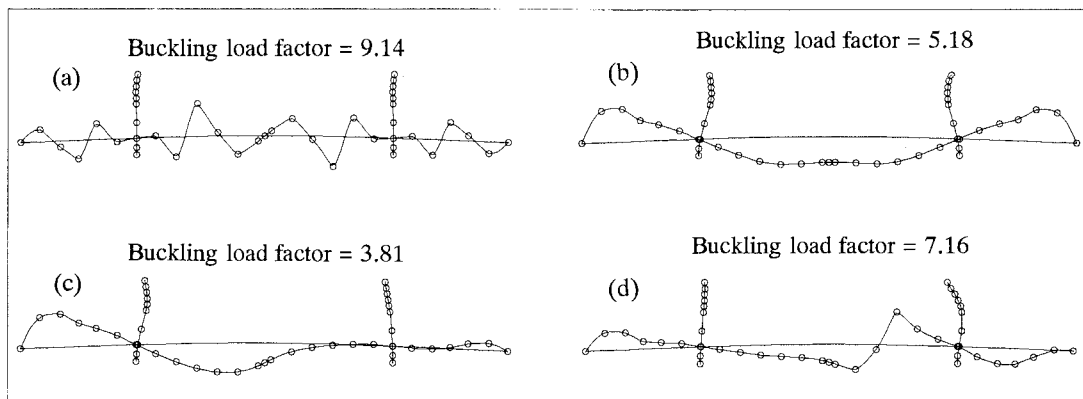 Buckling load factor = 9.14
(a)
Buckling load factor = 5.18
(b)
Buckling load factor = 3.81
(c)
Buckling load factor = 7.16
(d)